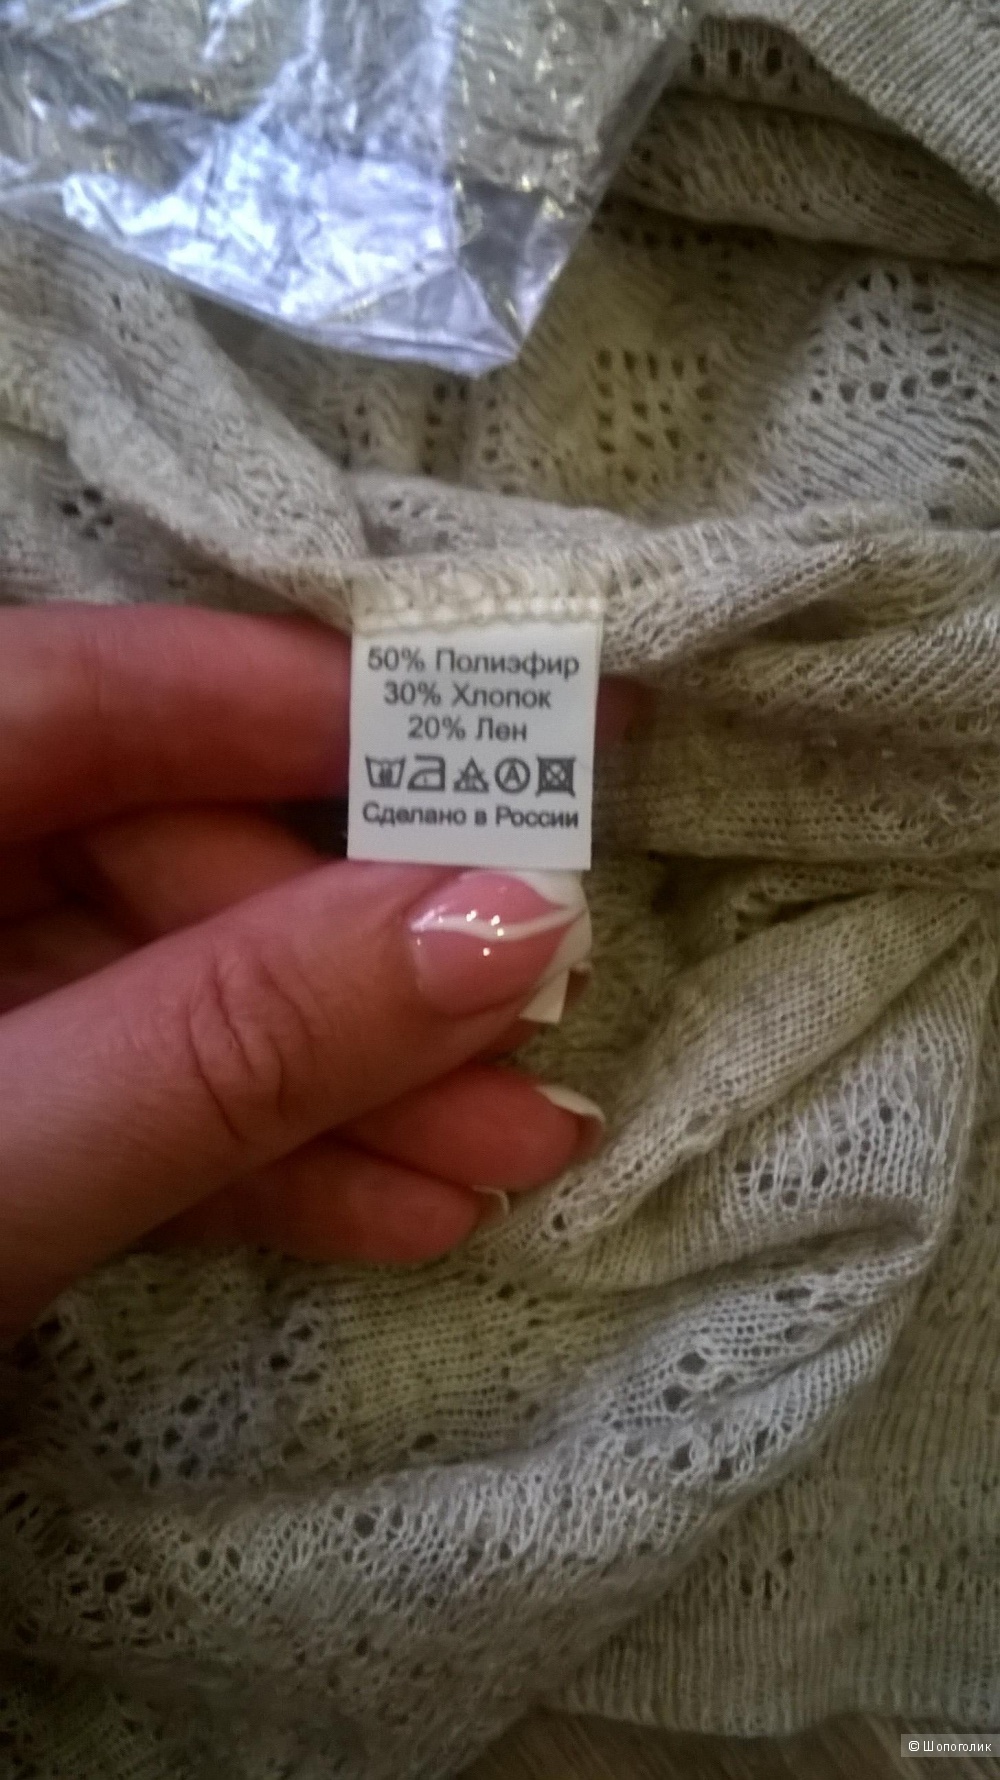 50% Полиэфир
30% Хлопок
20% Лен
Сделано в России
© Шопоголик